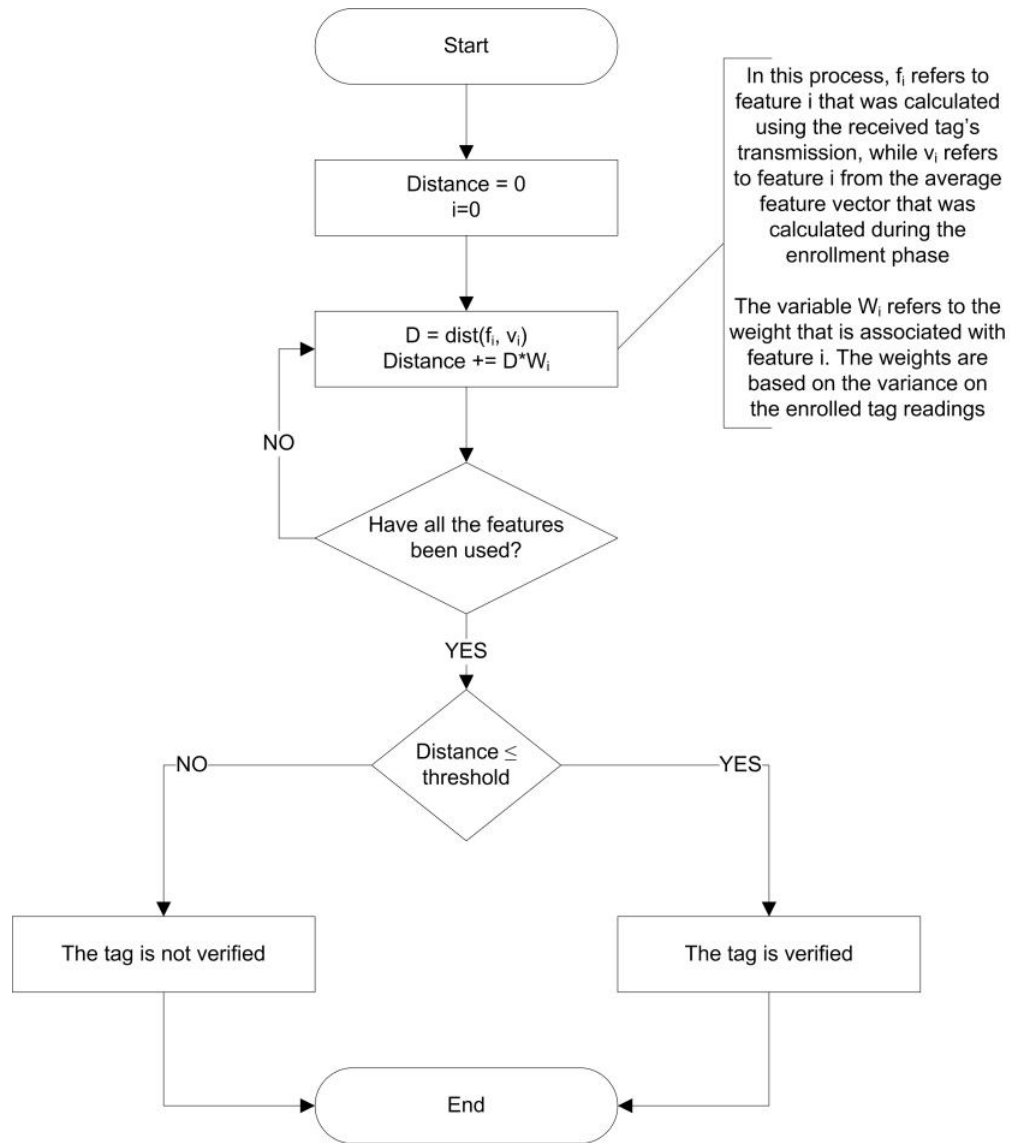 Start
Distance = 0
i=0
D = dist(fᵢ, vᵢ)
Distance += D*Wᵢ
In this process, fᵢ refers to
feature i that was calculated
using the received tag's
transmission, while vᵢ refers
to feature i from the average
feature vector that was
calculated during the
enrollment phase
The variable Wᵢ refers to the
weight that is associated with
feature i. The weights are
based on the variance on
the enrolled tag readings
NO
Have all the features
been used?
YES
Distance ≤
threshold
NO
YES
The tag is not verified
The tag is verified
End